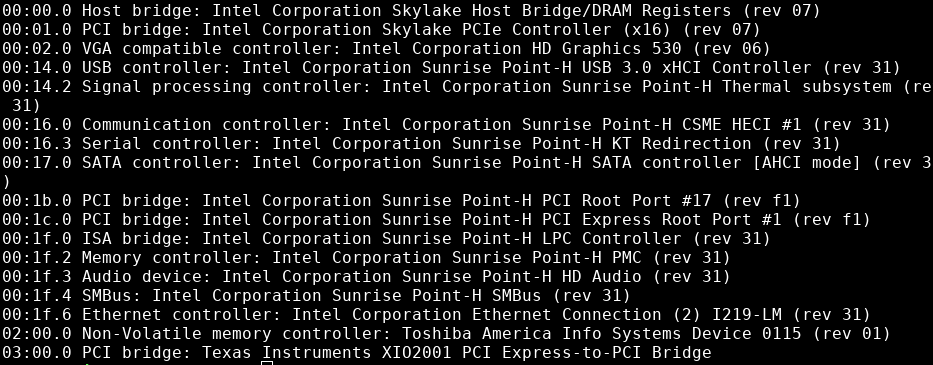 00:00.0 Host bridge: Intel Corporation Skylake Host Bridge/DRAM Registers (rev 07)
00:01.0 PCI bridge: Intel Corporation Skylake PCIe Controller (x16) (rev 07)
00:02.0 VGA compatible controller: Intel Corporation HD Graphics 530 (rev 06)
00:14.0 USB controller: Intel Corporation Sunrise Point-H USB 3.0 xHCI Controller (rev 31)
00:14.2 Signal processing controller: Intel Corporation Sunrise Point-H Thermal subsystem (re
 31)
00:16.0 Communication controller: Intel Corporation Sunrise Point-H CSME HECI #1 (rev 31)
00:16.3 Serial controller: Intel Corporation Sunrise Point-H KT Redirection (rev 31)
00:17.0 SATA controller: Intel Corporation Sunrise Point-H SATA controller [AHCI mode] (rev 3
)
00:1b.0 PCI bridge: Intel Corporation Sunrise Point-H PCI Root Port #17 (rev f1)
00:1c.0 PCI bridge: Intel Corporation Sunrise Point-H PCI Express Root Port #1 (rev f1)
00:1f.0 ISA bridge: Intel Corporation Sunrise Point-H LPC Controller (rev 31)
00:1f.2 Memory controller: Intel Corporation Sunrise Point-H PMC (rev 31)
00:1f.3 Audio device: Intel Corporation Sunrise Point-H HD Audio (rev 31)
00:1f.4 SMBus: Intel Corporation Sunrise Point-H SMBus (rev 31)
00:1f.6 Ethernet controller: Intel Corporation Ethernet Connection (2) I219-LM (rev 31)
02:00.0 Non-Volatile memory controller: Toshiba America Info Systems Device 0115 (rev 01)
03:00.0 PCI bridge: Texas Instruments XIO2001 PCI Express-to-PCI Bridge